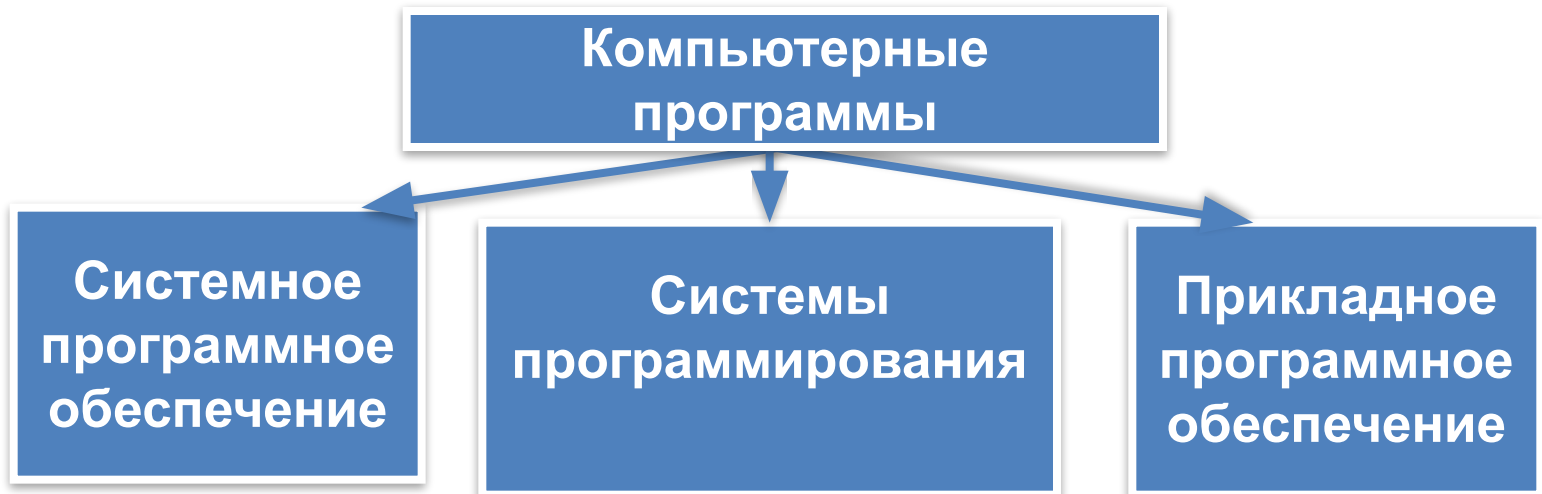 Компьютерные
программы
Системное
программное
обеспечение
Системы
программирования
Прикладное
программное
обеспечение